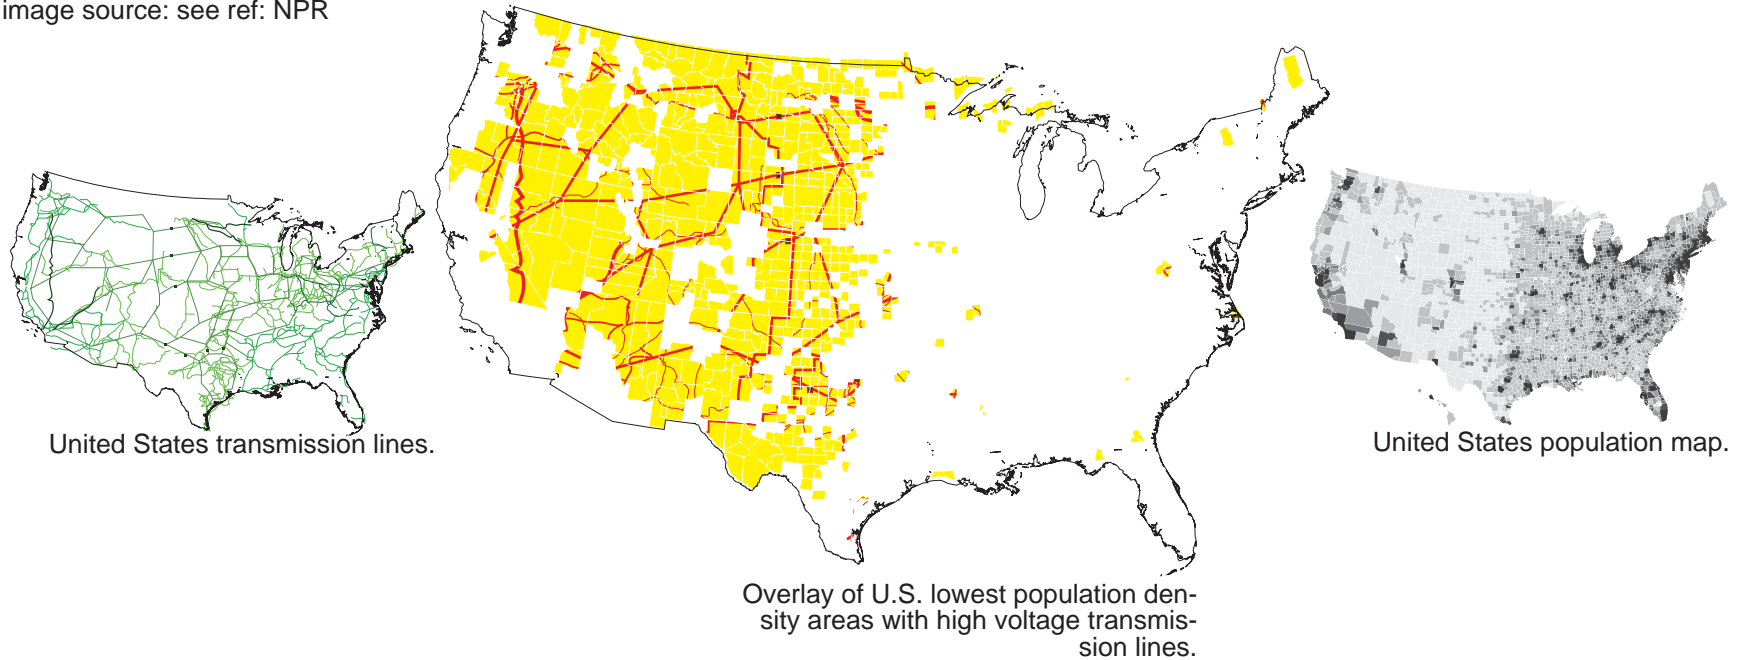 image source: see ref: NPR
United States transmission lines.
Overlay of U.S. lowest population den-
sity areas with high voltage transmis-
sion lines.
United States population map.